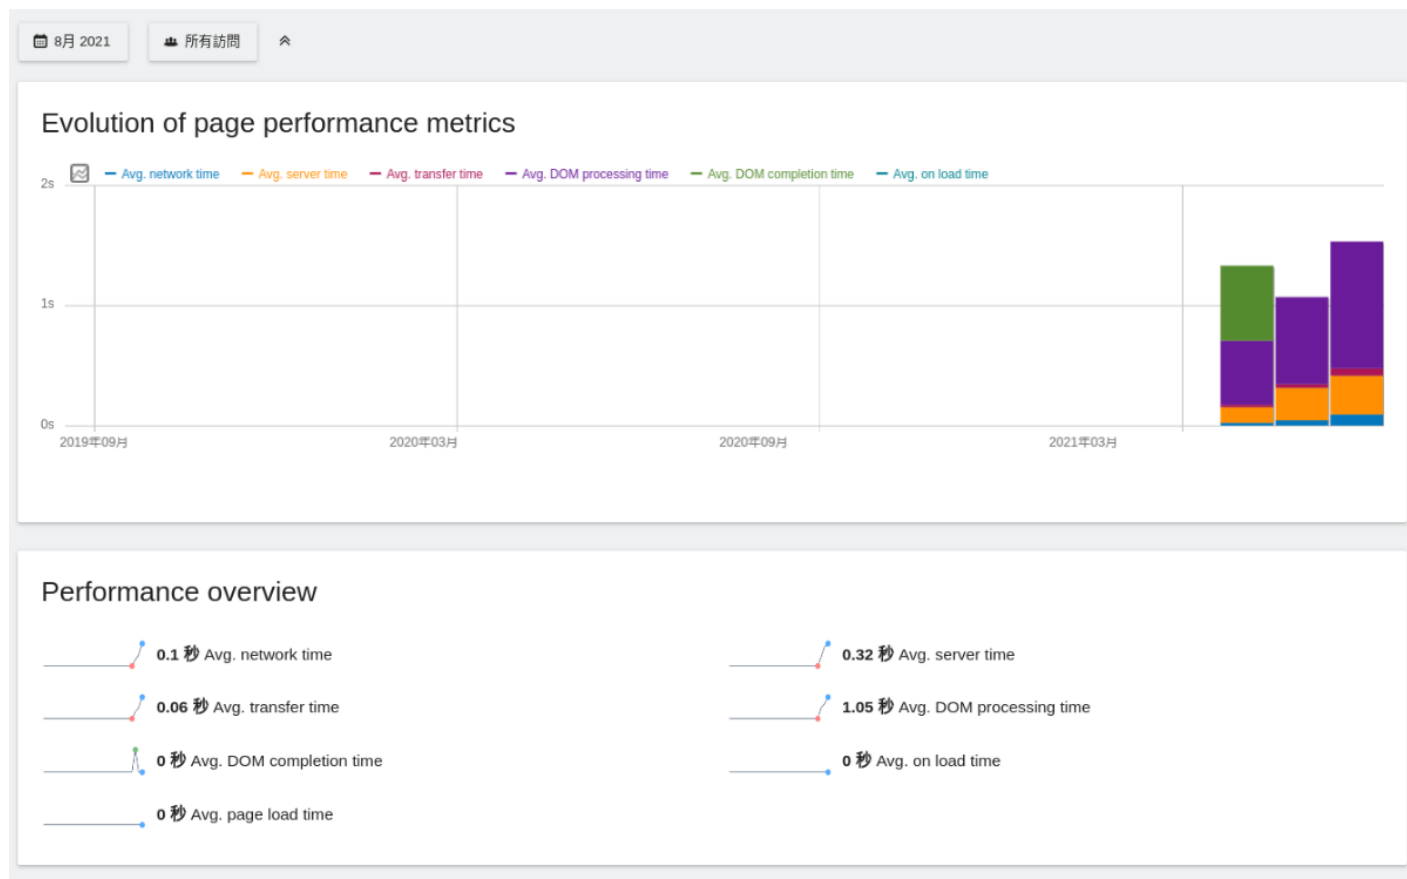 8月 2021 所有訪問
Evolution of page performance metrics
Avg. network time Avg. server time Avg. transfer time Avg. DOM processing time Avg. DOM completion time Avg. on load time
2s
1s
0s
2019年09月 2020年03月 2020年09月 2021年03月
Performance overview
0.1 秒 Avg. network time
0.32 秒 Avg. server time
0.06 秒 Avg. transfer time
1.05 秒 Avg. DOM processing time
0 秒 Avg. DOM completion time
0 秒 Avg. on load time
0 秒 Avg. page load time